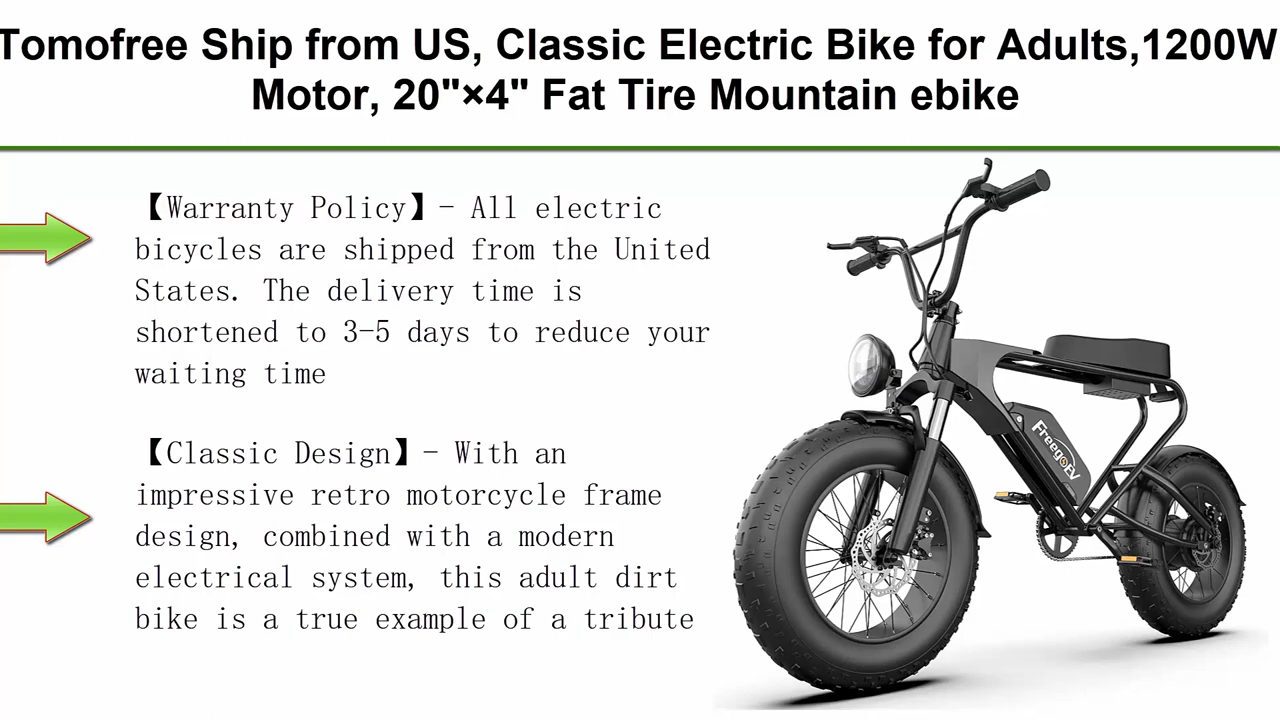 Tomofree Ship from US, Classic Electric Bike for Adults,1200W
Motor, 20"×4" Fat Tire Mountain ebike
【Warranty Policy】- All electric
bicycles are shipped from the United
States. The delivery time is
shortened to 3-5 days to reduce your
waiting time
【Classic Design】- With an
impressive retro motorcycle frame
design, combined with a modern
electrical system, this adult dirt
bike is a true example of a tribute
FreegoEV